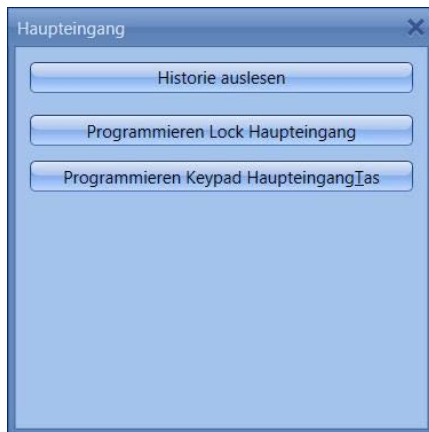 Haupteingang
Historie auslesen
Programmieren Lock Haupteingang
Programmieren Keypad HaupteingangTas